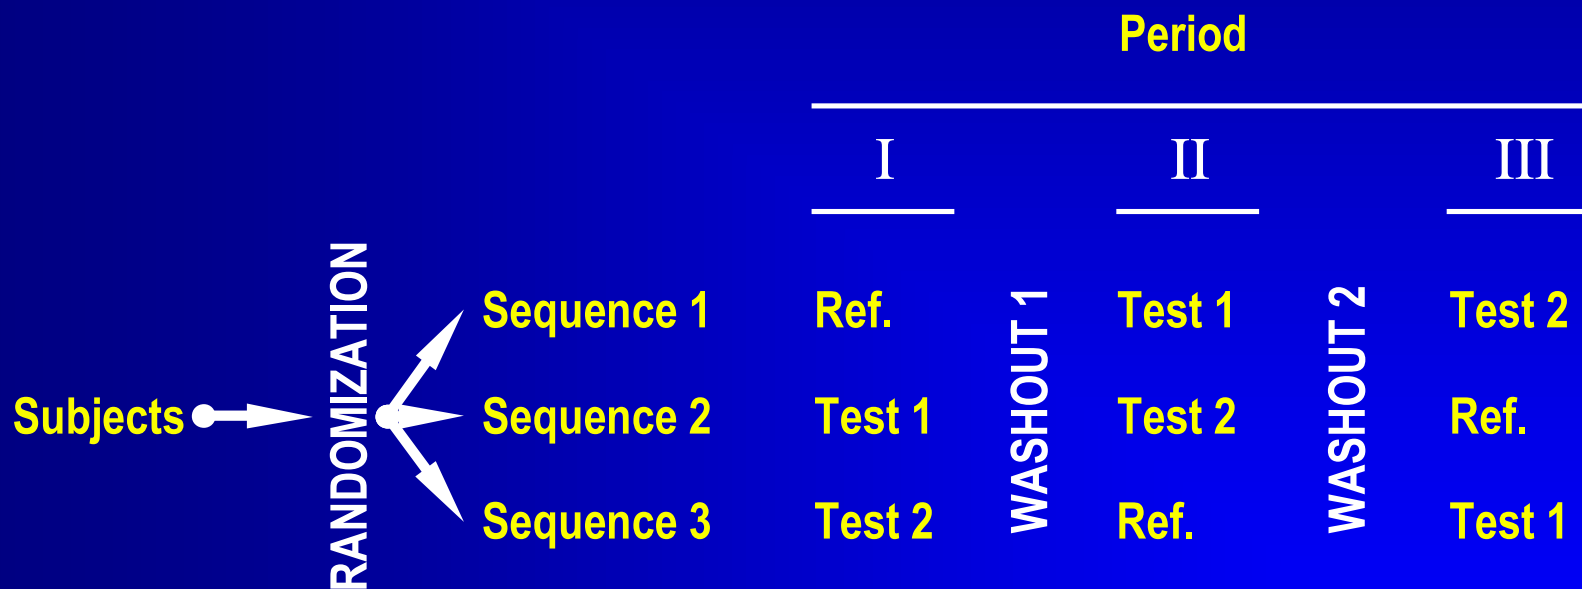 Period
I II III
Sequence 1 Ref. Test 1 Test 2
Subjects RANDOMIZATION Sequence 2 Test 1 WASHOUT 1 Test 2 WASHOUT 2 Ref.
Sequence 3 Test 2 Ref. Test 1